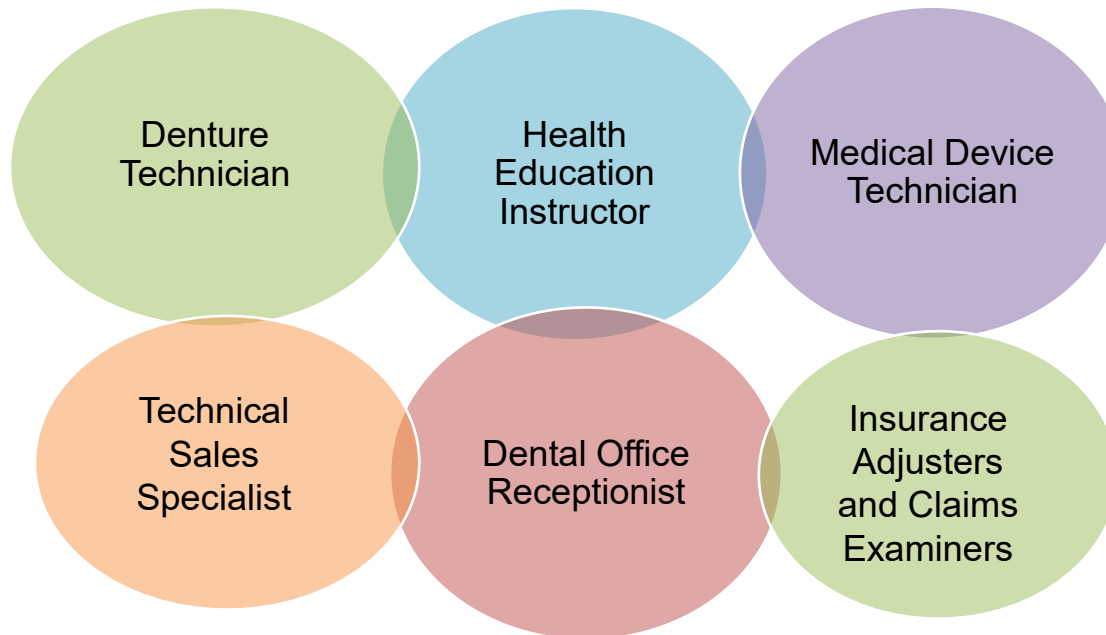 Denture
Technician
Health
Education
Instructor
Medical Device
Technician
Technical
Sales
Specialist
Dental Office
Receptionist
Insurance
Adjusters
and Claims
Examiners